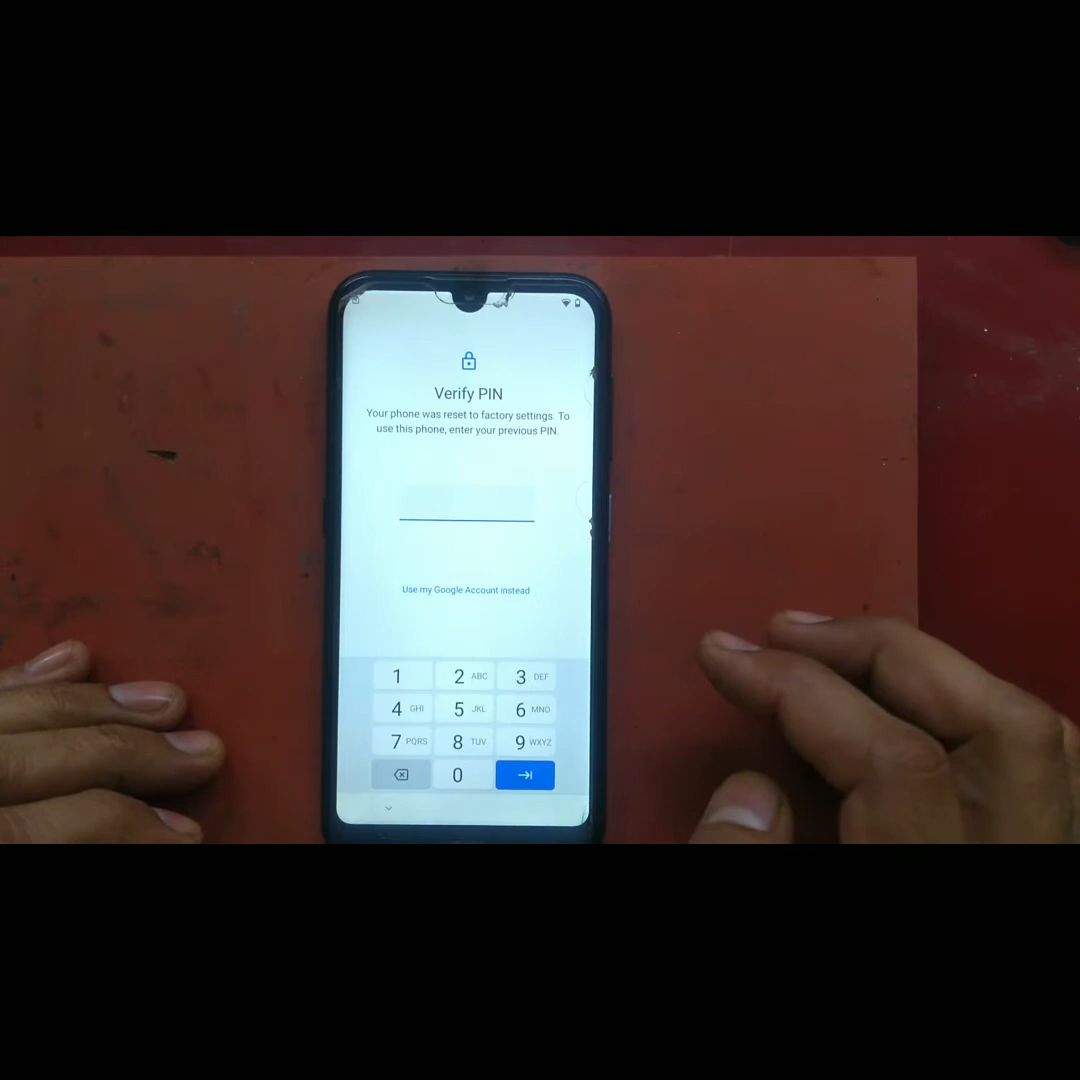 Verify PIN
Your phone was reset to factory settings. To
use this phone, enter your previous PIN.
Use my Google Account instead
1 2 ABC 3 DEF
4 GHI 5 JKL 6 MNO
7 PQRS 8 TUV 9 WXYZ
0